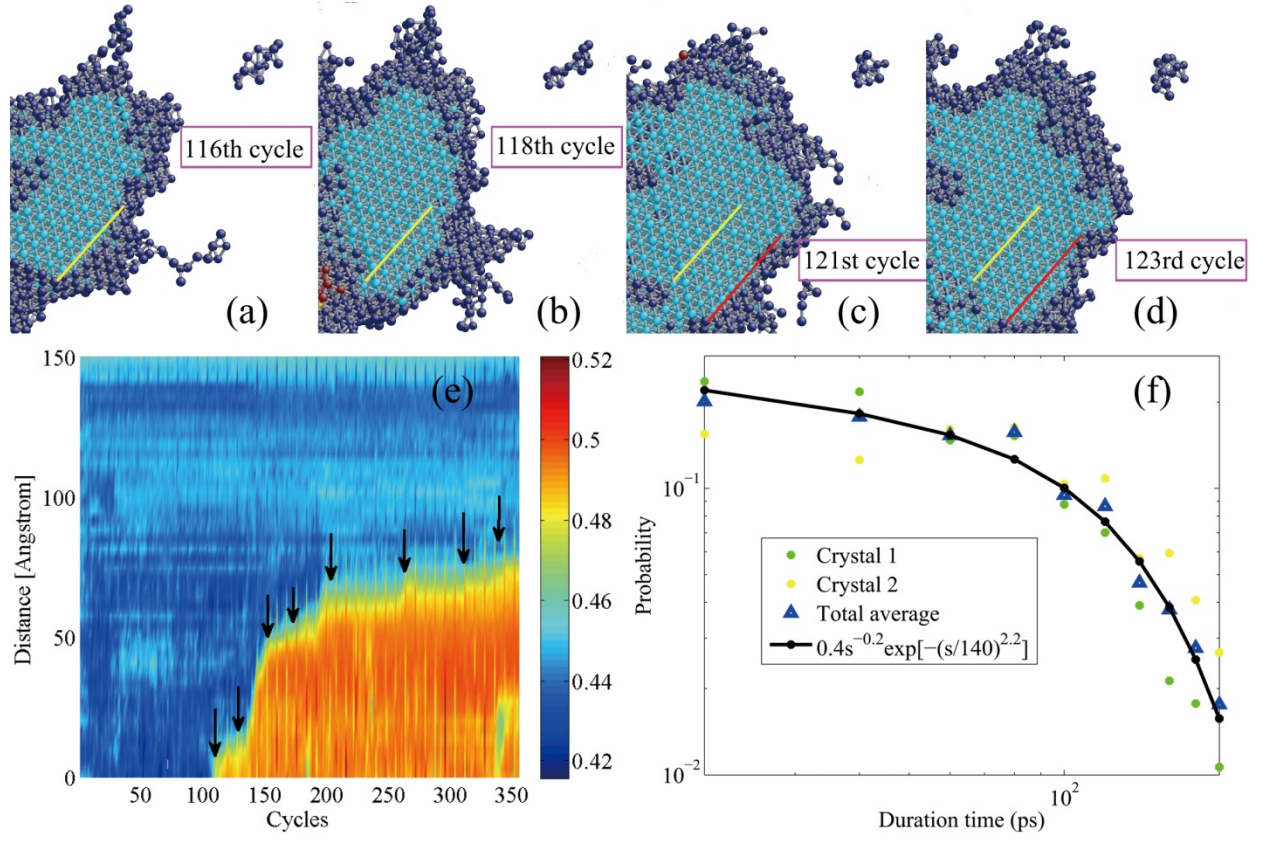 116th cycle
118th cycle
121st cycle
123rd cycle
(a)
(b)
(c)
(d)
(e)
150
100
50
0
Distance [Angstrom]
50 100 150 200 250 300 350
Cycles
0.52
0.5
0.48
0.46
0.44
0.42
(f)
10⁻¹
10⁻²
Probability
Crystal 1
Crystal 2
Total average
0.4s⁻⁰·²exp[−(s/140)²·²]
10²
Duration time (ps)